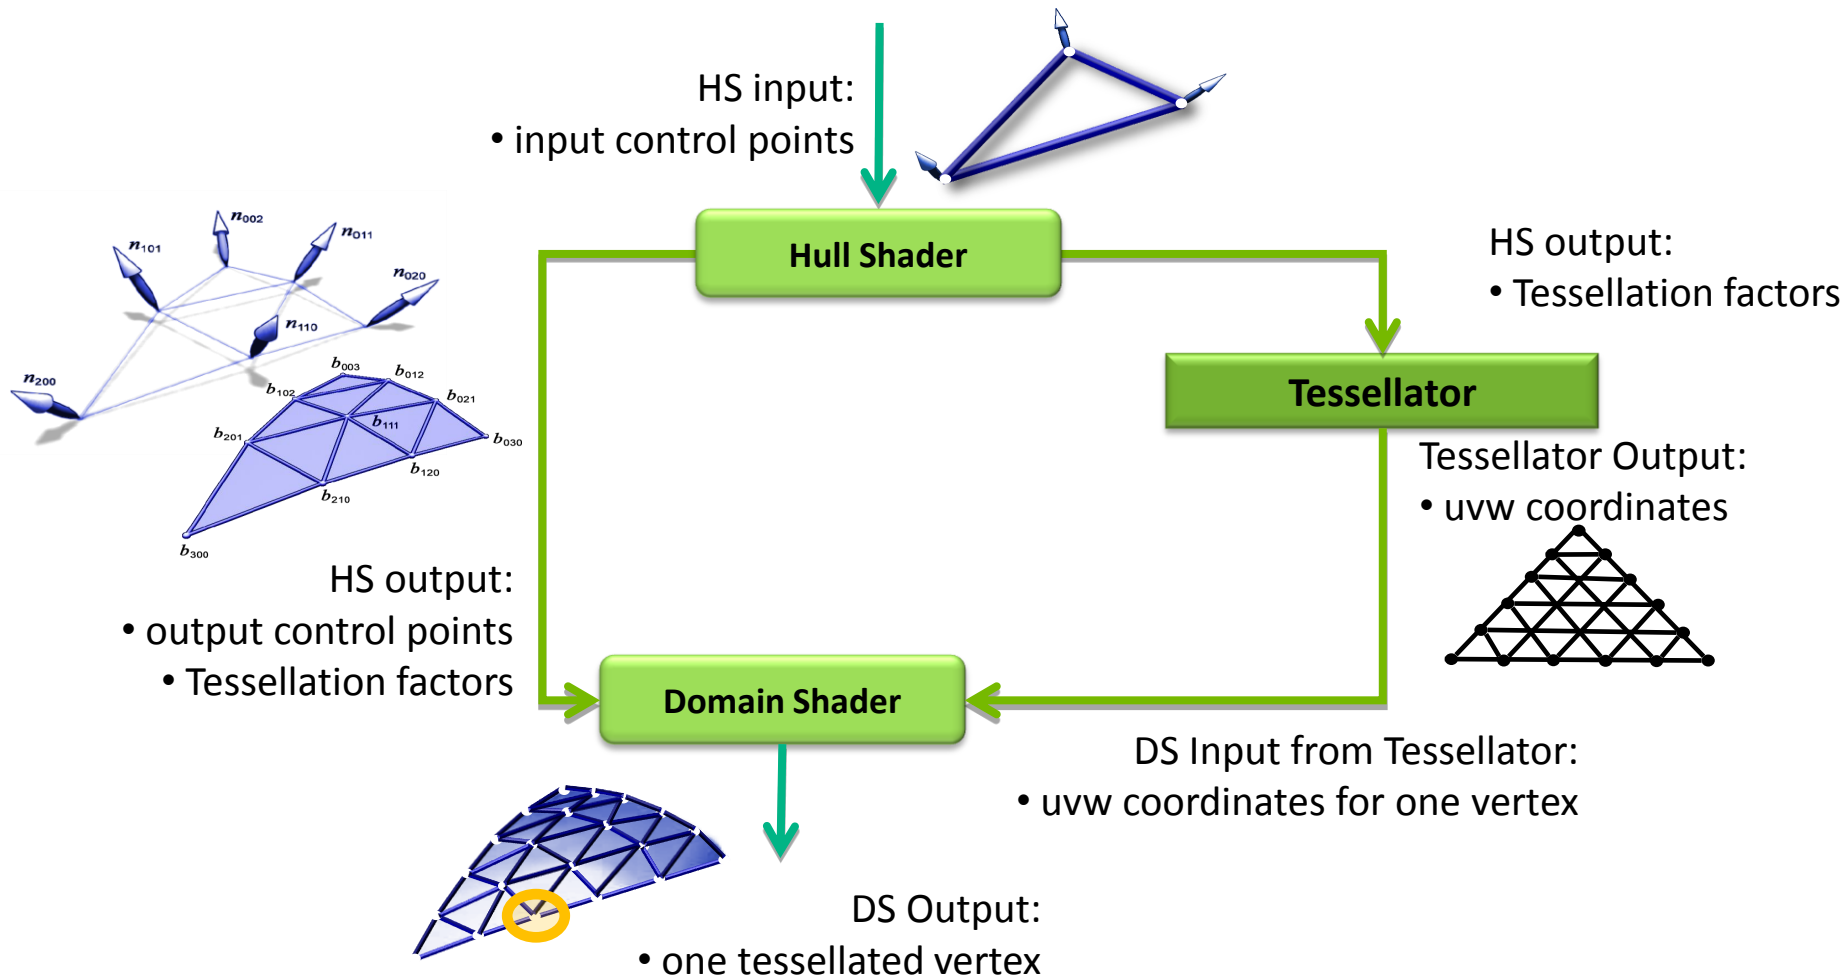 HS input:
• input control points
Hull Shader
HS output:
• Tessellation factors
Tessellator
Tessellator Output:
• uvw coordinates
n002
n101
n011
n020
n110
n200
b003
b012
b102
b021
b111
b201
b030
b120
b210
b300
HS output:
• output control points
• Tessellation factors
Domain Shader
DS Input from Tessellator:
• uvw coordinates for one vertex
DS Output:
• one tessellated vertex